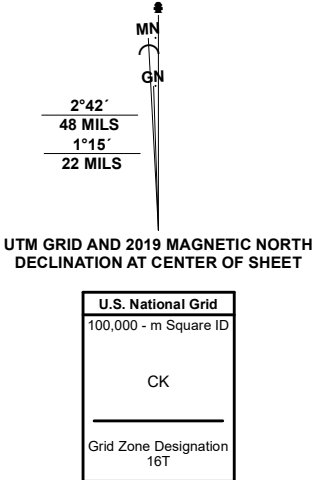 MN
GN
2°42´
48 MILS
1°15´
22 MILS
UTM GRID AND 2019 MAGNETIC NORTH
DECLINATION AT CENTER OF SHEET
U.S. National Grid
100,000 - m Square ID
CK
Grid Zone Designation
16T